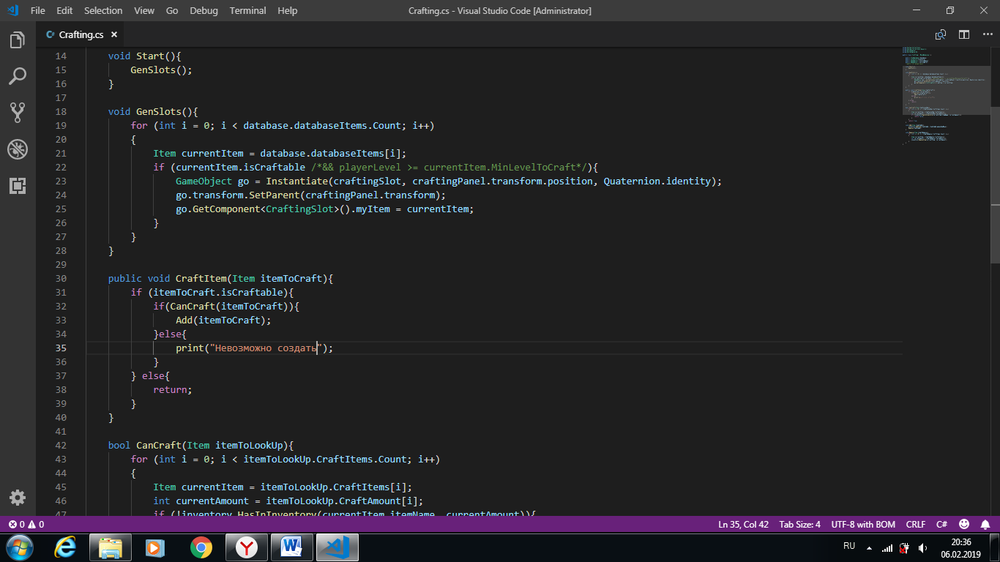 File Edit Selection View Go Debug Terminal Help Crafting.cs - Visual Studio Code [Administrator]
C# Crafting.cs ×
14 void Start(){
15 GenSlots();
16 }
17
18 void GenSlots(){
19 for (int i = 0; i < database.databaseItems.Count; i++)
20 {
21 Item currentItem = database.databaseItems[i];
22 if (currentItem.isCraftable /*&& playerLevel >= currentItem.MinLevelToCraft*/){
23 GameObject go = Instantiate(craftingSlot, craftingPanel.transform.position, Quaternion.identity);
24 go.transform.SetParent(craftingPanel.transform);
25 go.GetComponent<CraftingSlot>().myItem = currentItem;
26 }
27 }
28 }
29
30 public void CraftItem(Item itemToCraft){
31 if (itemToCraft.isCraftable){
32 if(CanCraft(itemToCraft)){
33 Add(itemToCraft);
34 }else{
35 print("Невозможно создать");
36 }
37 } else{
38 return;
39 }
40 }
41
42 bool CanCraft(Item itemToLookUp){
43 for (int i = 0; i < itemToLookUp.CraftItems.Count; i++)
44 {
45 Item currentItem = itemToLookUp.CraftItems[i];
46 int currentAmount = itemToLookUp.CraftAmount[i];
47 if (!inventory.HasInInventory(currentItem.itemName, currentAmount)){
0 0 Ln 35, Col 42 Tab Size: 4 UTF-8 with BOM CRLF C#
RU 20:36
06.02.2019